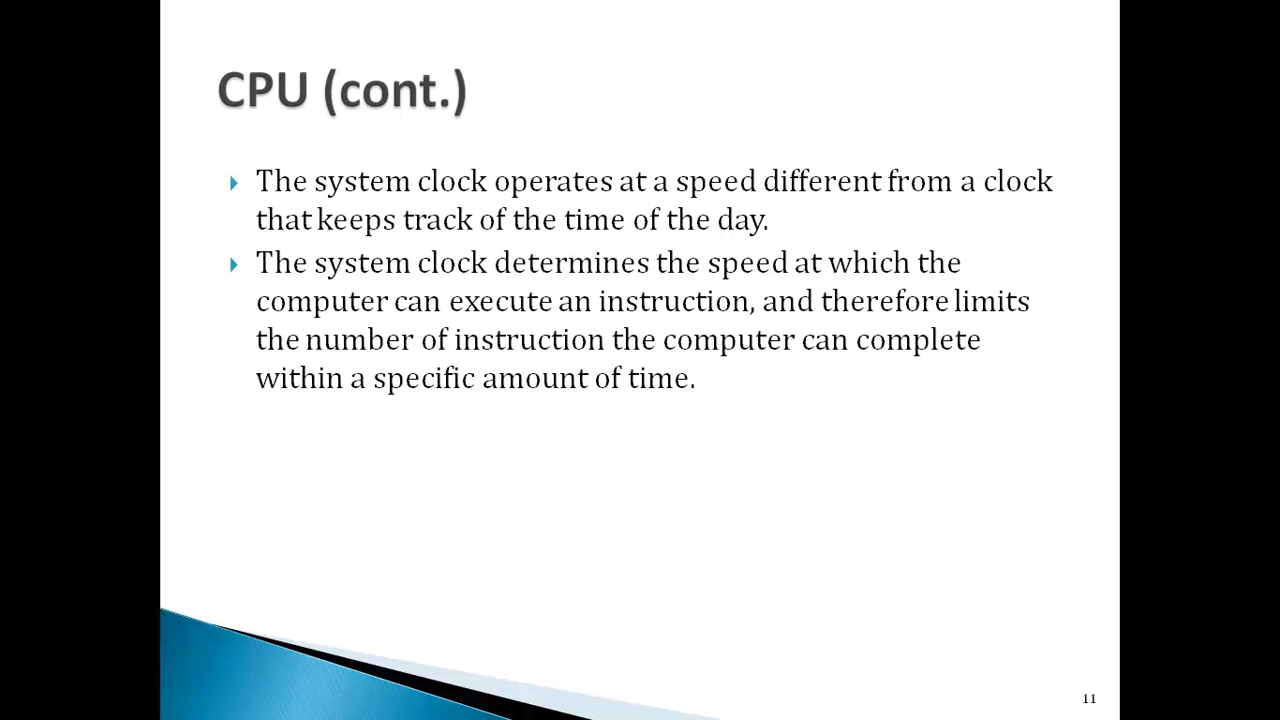 CPU (cont.)
The system clock operates at a speed different from a clock
that keeps track of the time of the day.
The system clock determines the speed at which the
computer can execute an instruction, and therefore limits
the number of instruction the computer can complete
within a specific amount of time.
11